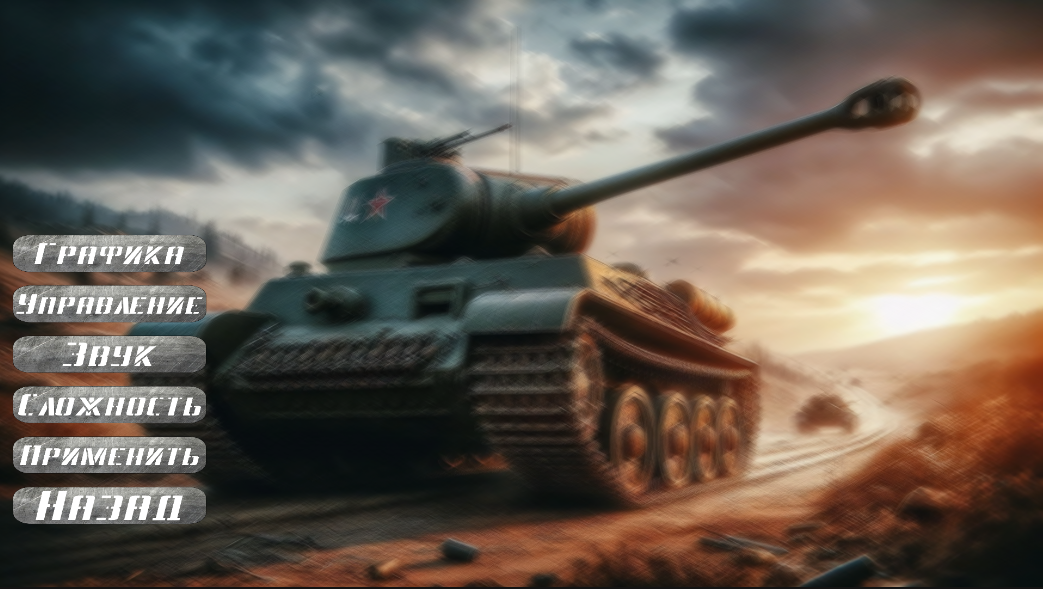 Графика
Управление
Звук
Сложность
Применить
Назад